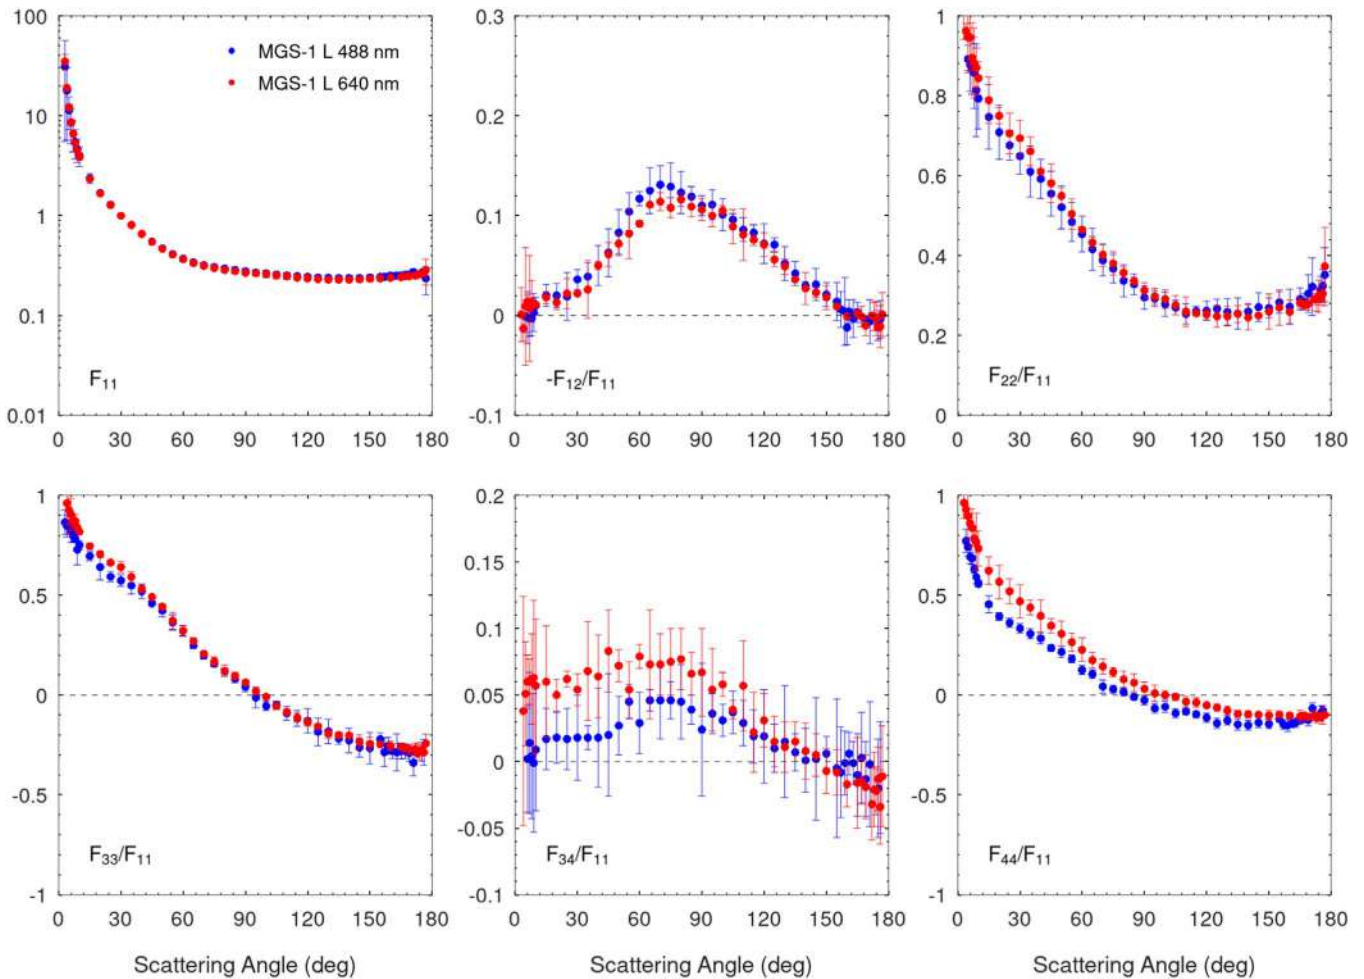 100
10
1
0.1
0.01
MGS-1 L 488 nm
MGS-1 L 640 nm
F11
0 30 60 90 120 150 180
0.3
0.2
0.1
0
-0.1
-F12/F11
0 30 60 90 120 150 180
1
0.8
0.6
0.4
0.2
0
F22/F11
0 30 60 90 120 150 180
1
0.5
0
-0.5
-1
F33/F11
0 30 60 90 120 150 180
Scattering Angle (deg)
0.2
0.15
0.1
0.05
0
-0.05
-0.1
F34/F11
0 30 60 90 120 150 180
Scattering Angle (deg)
1
0.5
0
-0.5
-1
F44/F11
0 30 60 90 120 150 180
Scattering Angle (deg)